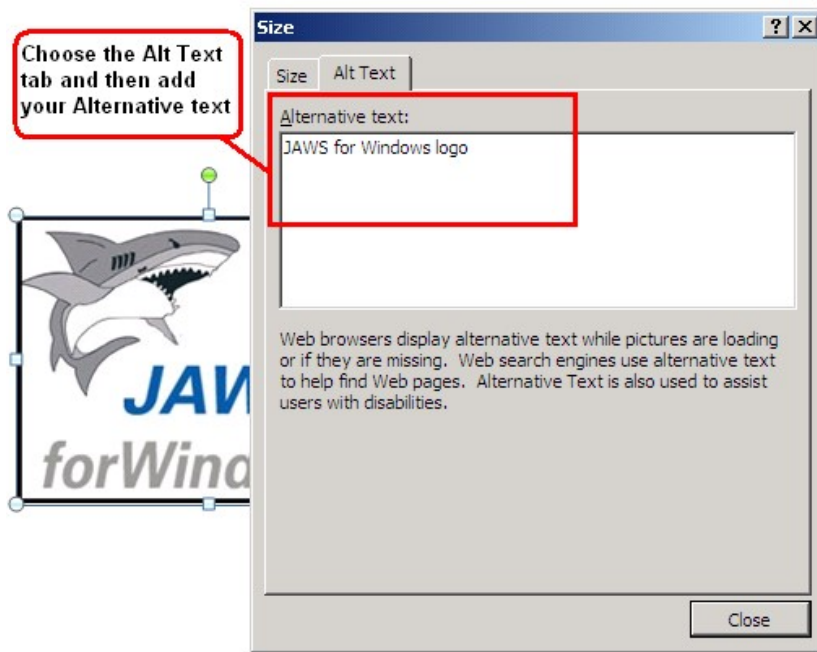 Choose the Alt Text
tab and then add
your Alternative text
Size
Size
Alt Text
Alternative text:
JAWS for Windows logo
Web browsers display alternative text while pictures are loading
or if they are missing.  Web search engines use alternative text
to help find Web pages.  Alternative Text is also used to assist
users with disabilities.
Close
forWind